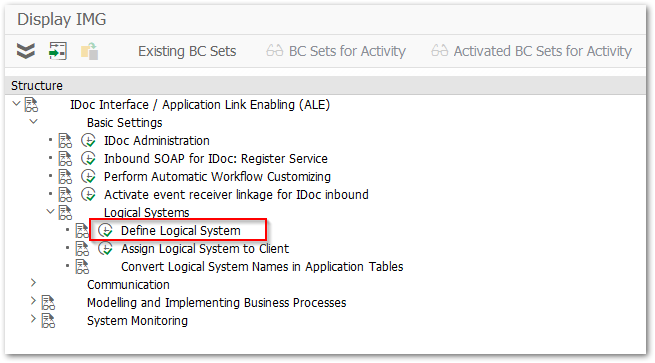 Display IMG
Existing BC Sets BC Sets for Activity Activated BC Sets for Activity
Structure
IDoc Interface / Application Link Enabling (ALE)
Basic Settings
IDoc Administration
Inbound SOAP for IDoc: Register Service
Perform Automatic Workflow Customizing
Activate event receiver linkage for IDoc inbound
Logical Systems
Define Logical System
Assign Logical System to Client
Convert Logical System Names in Application Tables
Communication
Modelling and Implementing Business Processes
System Monitoring